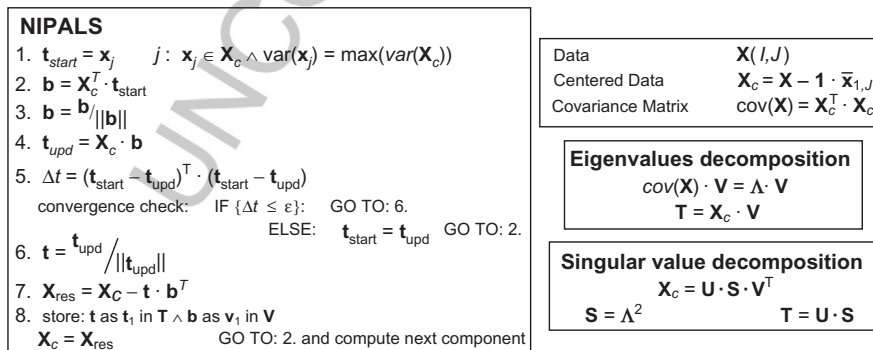 NIPALS
1. t_start = x_j j : x_j ∈ X_c ∧ var(x_j) = max(var(X_c))
2. b = X_c^T · t_start
3. b = b/||b||
4. t_upd = X_c · b
5. Δt = (t_start – t_upd)^T · (t_start – t_upd)
convergence check: IF {Δt ≤ ε}: GO TO: 6.
ELSE: t_start = t_upd GO TO: 2.
6. t = t_upd/||t_upd||
7. X_res = X_C – t · b^T
8. store: t as t_1 in T ∧ b as v_1 in V
X_c = X_res GO TO: 2. and compute next component
Data X(I,J)
Centered Data X_c = X – 1 · x̄_1,J
Covariance Matrix cov(X) = X_c^T · X_c
Eigenvalues decomposition
cov(X) · V = Λ · V
T = X_c · V
Singular value decomposition
X_c = U · S · V^T
S = Λ^2 T = U · S
UNCO